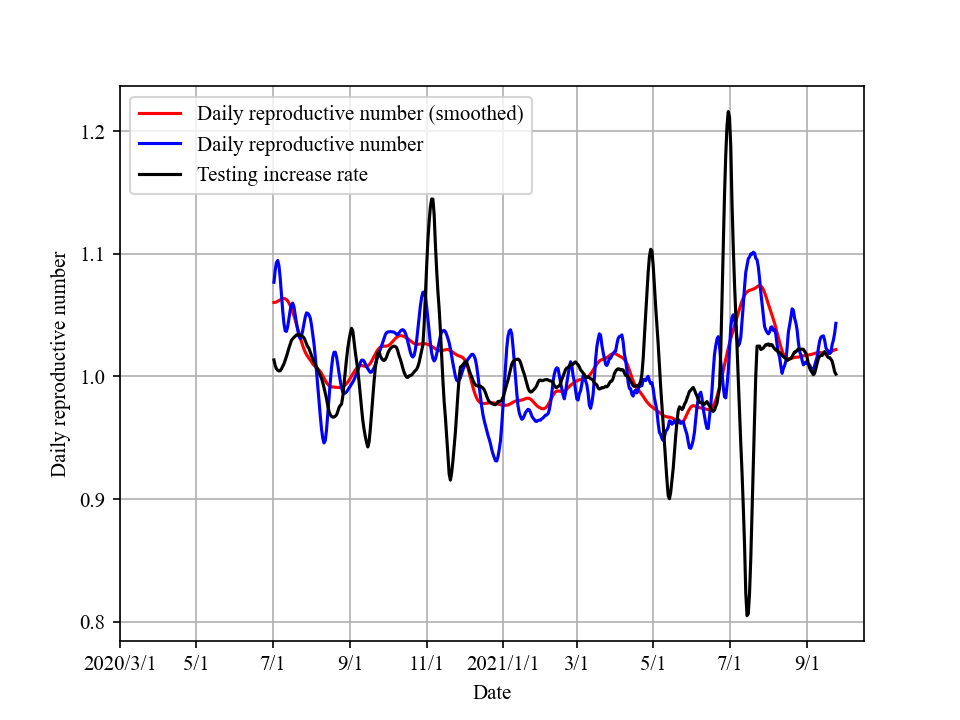 Daily reproductive number (smoothed)
Daily reproductive number
Testing increase rate
Daily reproductive number
1.2
1.1
1.0
0.9
0.8
2020/3/1 5/1 7/1 9/1 11/1 2021/1/1 3/1 5/1 7/1 9/1
Date